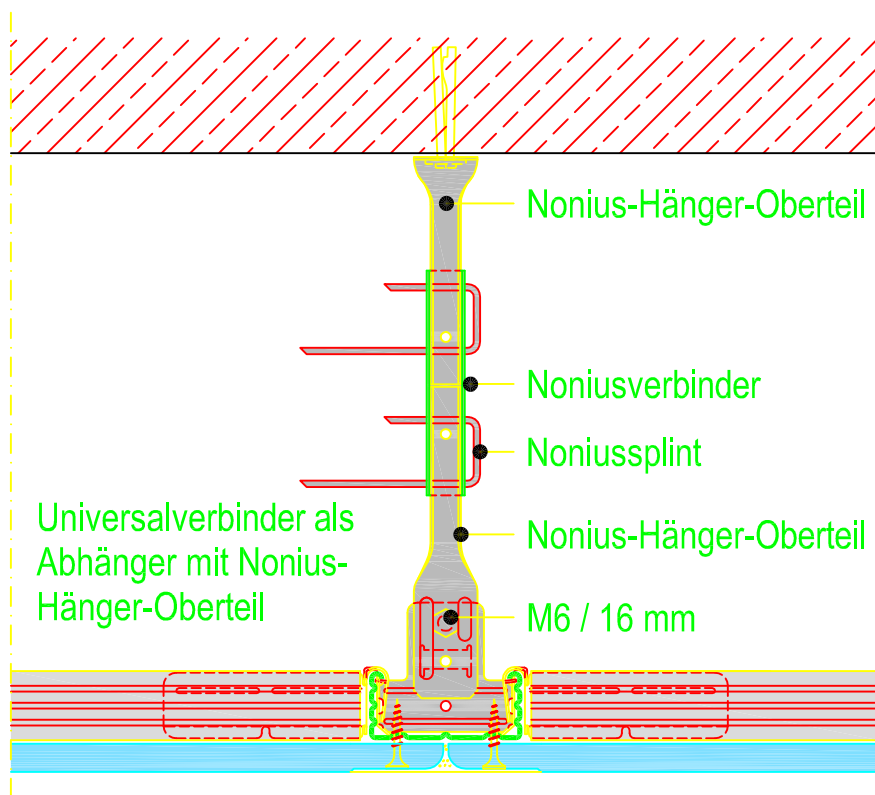 Nonius-Hänger-Oberteil
Noniusverbinder
Noniussplint
Universalverbinder als
Abhänger mit Nonius-
Hänger-Oberteil
Nonius-Hänger-Oberteil
M6 / 16 mm